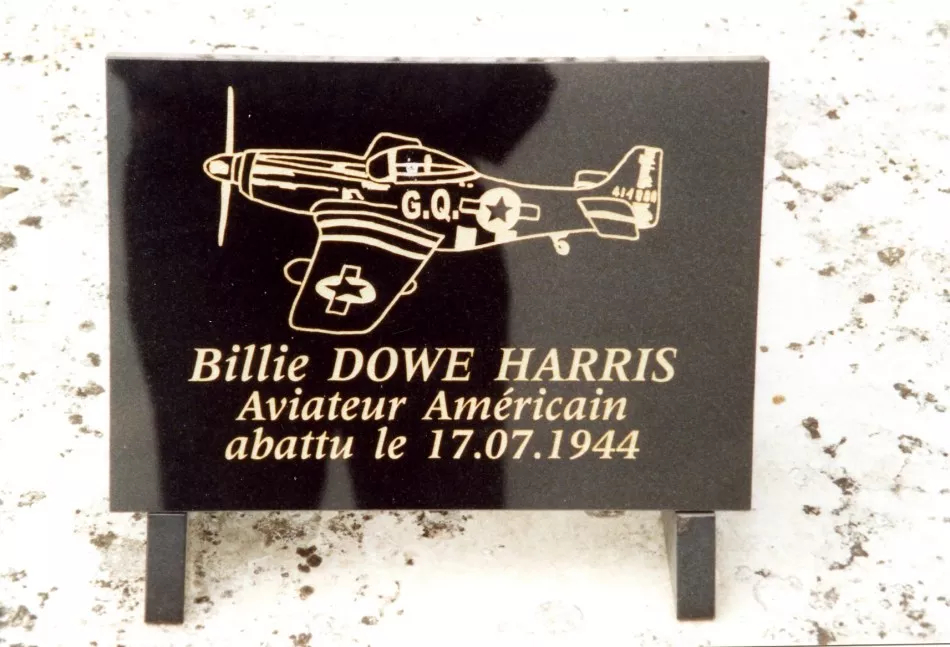 G.Q.
Billie DOWE HARRIS
Aviateur Américain
abattu le 17.07.1944